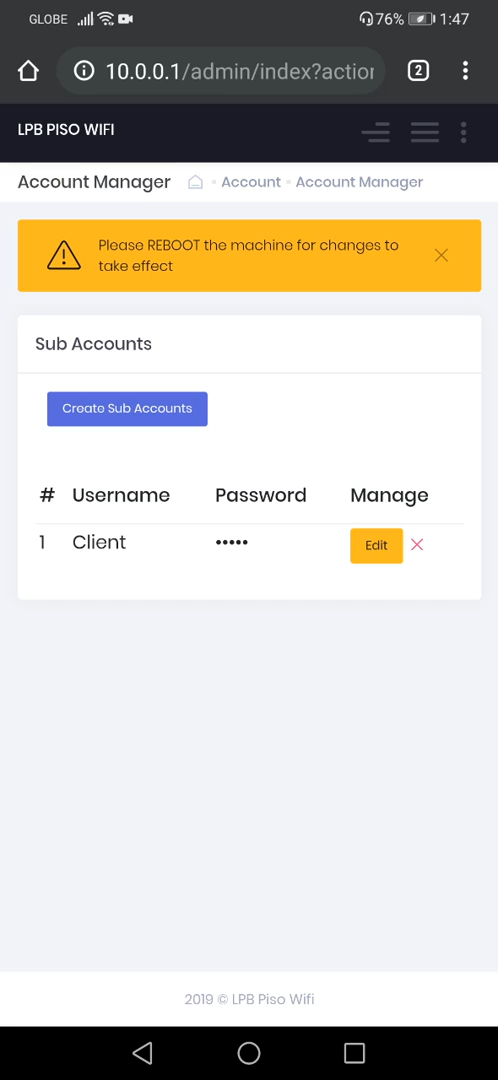 GLOBE 76% 1:47
10.0.0.1/admin/index?action 2
LPB PISO WIFI
Account Manager Account Account Manager
Please REBOOT the machine for changes to
take effect
Sub Accounts
Create Sub Accounts
# Username Password Manage
1 Client ••••• Edit
2019 © LPB Piso Wifi